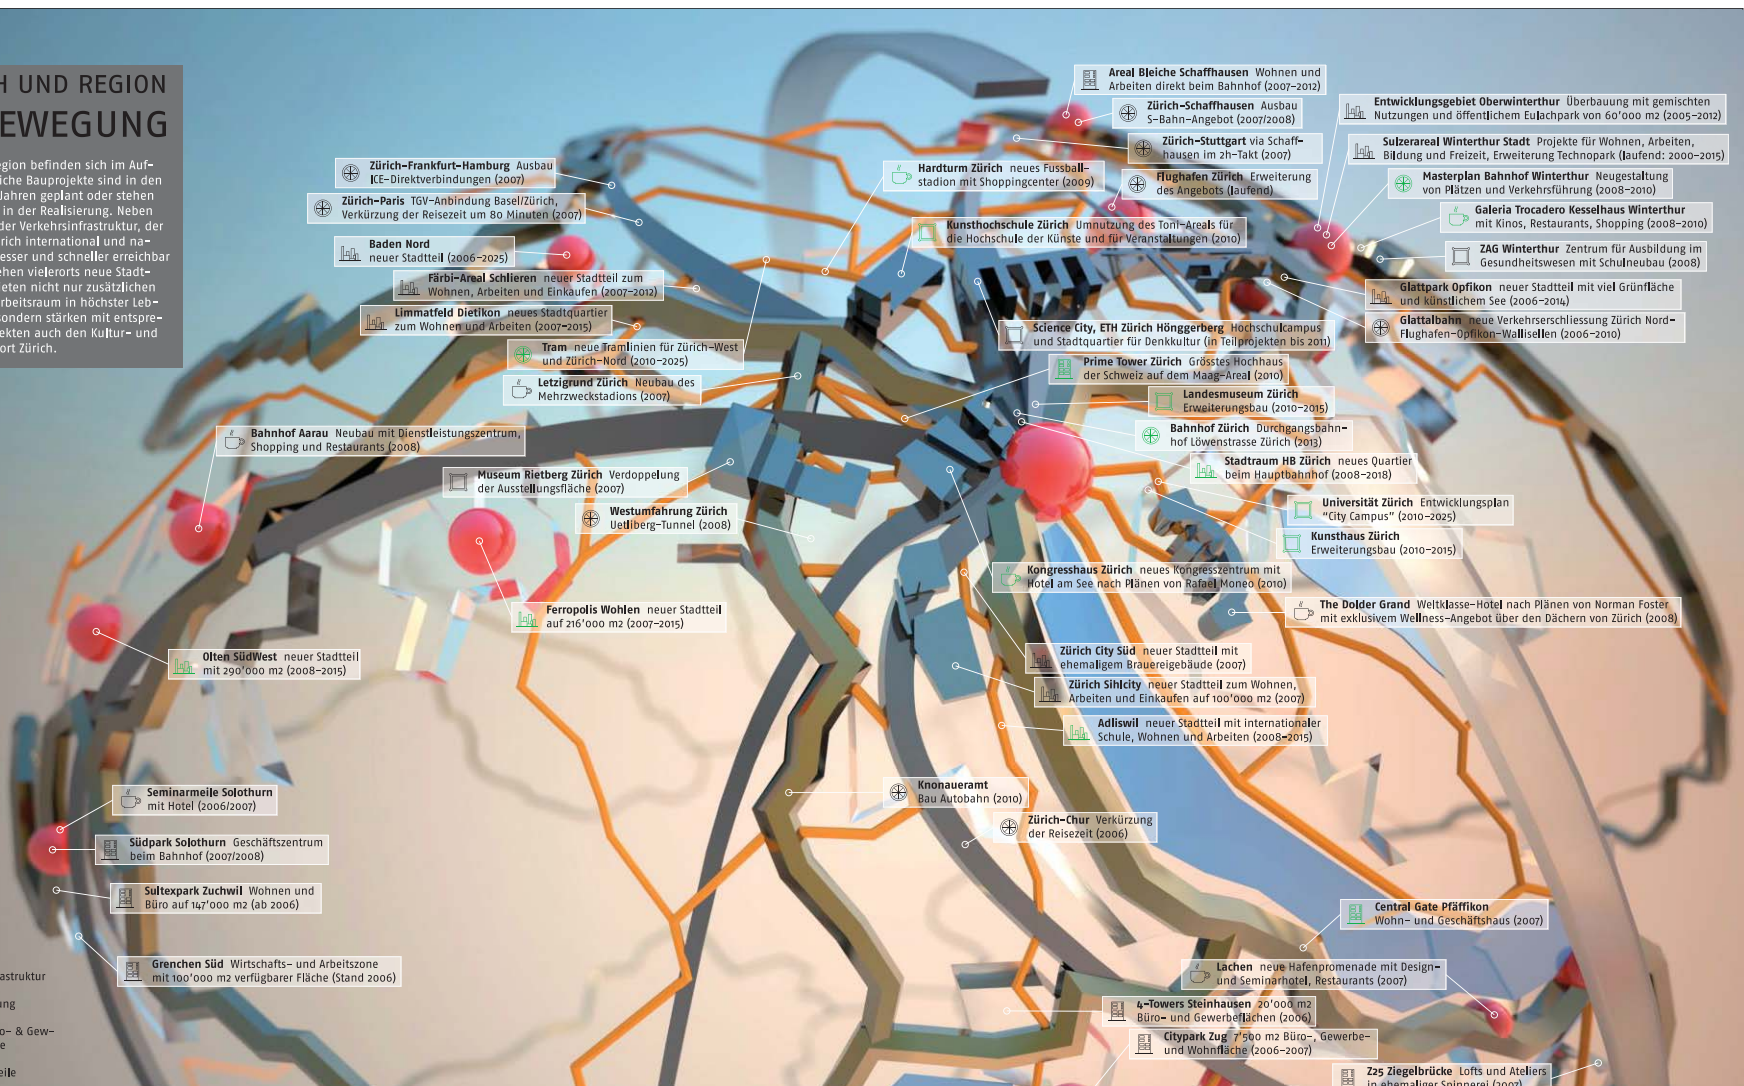 H UND REGION
EWEGUNG
egion befinden sich im Auf-
iche Bauprojekte sind in den
Jahren geplant oder stehen
in der Realisierung. Neben
der Verkehrsinfrastruktur, der
rich international und na-
esser und schneller erreichbar
ehen vielerorts neue Stadt-
ieten nicht nur zusätzlichen
rbeitsraum in höchster Leb-
sondern stärken mit entspre-
ekten auch den Kultur- und
ort Zürich.
Zürich-Frankfurt-Hamburg Ausbau
ICE-Direktverbindungen (2007)
Zürich-Paris TGV-Anbindung Basel/Zürich,
Verkürzung der Reisezeit um 80 Minuten (2007)
Baden Nord
neuer Stadtteil (2006-2025)
Färbi-Areal Schlieren neuer Stadtteil zum
Wohnen, Arbeiten und Einkaufen (2007-2012)
Limmatfeld Dietikon neues Stadtquartier
zum Wohnen und Arbeiten (2007-2015)
Tram neue Tramlinien für Zürich-West
und Zürich-Nord (2010-2025)
Letzigrund Zürich Neubau des
Mehrzweckstadions (2007)
Bahnhof Aarau Neubau mit Dienstleistungszentrum,
Shopping und Restaurants (2008)
Museum Rietberg Zürich Verdoppelung
der Ausstellungsfläche (2007)
Westumfahrung Zürich
Uetliberg-Tunnel (2008)
Ferropolis Wohlen neuer Stadtteil
auf 216'000 m2 (2007-2015)
Olten SüdWest neuer Stadtteil
mit 290'000 m2 (2008-2015)
Seminarmeile Solothurn
mit Hotel (2006/2007)
Südpark Solothurn Geschäftszentrum
beim Bahnhof (2007/2008)
Sultexpark Zuchwil Wohnen und
Büro auf 147'000 m2 (ab 2006)
Grenchen Süd Wirtschafts- und Arbeitszone
mit 100'000 m2 verfügbarer Fläche (Stand 2006)
astruktur
ung
o- & Gew-
e
eile
Areal Bleiche Schaffhausen Wohnen und
Arbeiten direkt beim Bahnhof (2007-2012)
Zürich-Schaffhausen Ausbau
S-Bahn-Angebot (2007/2008)
Zürich-Stuttgart via Schaff-
hausen im 2h-Takt (2007)
Hardturm Zürich neues Fussball-
stadion mit Shoppingcenter (2009)
Flughafen Zürich Erweiterung
des Angebots (laufend)
Kunsthochschule Zürich Umnutzung des Toni-Areals für
die Hochschule der Künste und für Veranstaltungen (2010)
Entwicklungsgebiet Oberwinterthur Überbauung mit gemischten
Nutzungen und öffentlichem Eulachpark von 60'000 m2 (2005-2012)
Sulzerareal Winterthur Stadt Projekte für Wohnen, Arbeiten,
Bildung und Freizeit, Erweiterung Technopark (laufend: 2000-2015)
Masterplan Bahnhof Winterthur Neugestaltung
von Plätzen und Verkehrsführung (2008-2010)
Galeria Trocadero Kesselhaus Winterthur
mit Kinos, Restaurants, Shopping (2008-2010)
ZAG Winterthur Zentrum für Ausbildung im
Gesundheitswesen mit Schulneubau (2008)
Glattpark Opfikon neuer Stadtteil mit viel Grünfläche
und künstlichem See (2006-2014)
Glattalbahn neue Verkehrserschliessung Zürich Nord-
Flughafen-Opfikon-Wallisellen (2006-2010)
Science City, ETH Zürich Hönggerberg Hochschulcampus
und Stadtquartier für Denkkultur (in Teilprojekten bis 2011)
Prime Tower Zürich Grösstes Hochhaus
der Schweiz auf dem Maag-Areal (2010)
Landesmuseum Zürich
Erweiterungsbau (2010-2015)
Bahnhof Zürich Durchgangsbahn-
hof Löwenstrasse Zürich (2013)
Stadtraum HB Zürich neues Quartier
beim Hauptbahnhof (2008-2018)
Universität Zürich Entwicklungsplan
"City Campus" (2010-2025)
Kunsthaus Zürich
Erweiterungsbau (2010-2015)
Kongresshaus Zürich neues Kongresszentrum mit
Hotel am See nach Plänen von Rafael Moneo (2010)
The Dolder Grand Weltklasse-Hotel nach Plänen von Norman Foster
mit exklusivem Wellness-Angebot über den Dächern von Zürich (2008)
Zürich City Süd neuer Stadtteil mit
ehemaligem Brauereigebäude (2007)
Zürich Sihlcity neuer Stadtteil zum Wohnen,
Arbeiten und Einkaufen auf 100'000 m2 (2007)
Adliswil neuer Stadtteil mit internationaler
Schule, Wohnen und Arbeiten (2008-2015)
Knonaueramt
Bau Autobahn (2010)
Zürich-Chur Verkürzung
der Reisezeit (2006)
Central Gate Pfäffikon
Wohn- und Geschäftshaus (2007)
Lachen neue Hafenpromenade mit Design-
und Seminarhotel, Restaurants (2007)
4-Towers Steinhausen 20'000 m2
Büro- und Gewerbeflächen (2006)
Citypark Zug 7'500 m2 Büro-, Gewerbe-
und Wohnfläche (2006-2007)
Z25 Ziegelbrücke Lofts und Ateliers
in ehemaliger Spinnerei (2007)